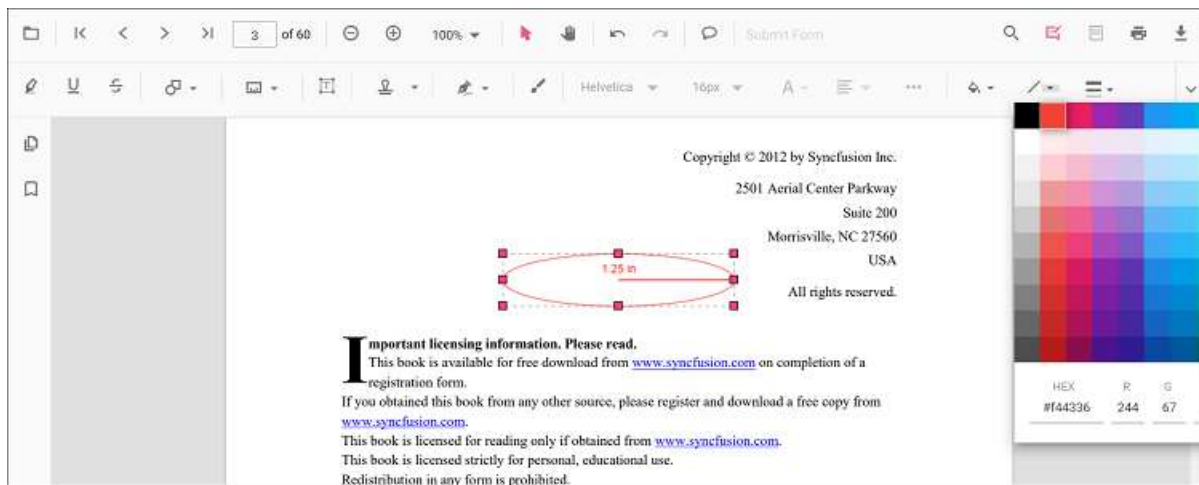 3 of 60 100% Submit Form
U S T Helvetica 16px A
Copyright © 2012 by Syncfusion Inc.
2501 Aerial Center Parkway
Suite 200
Morrisville, NC 27560
USA
1.25 in
All rights reserved.
Important licensing information. Please read.
This book is available for free download from www.syncfusion.com on completion of a
registration form.
If you obtained this book from any other source, please register and download a free copy from
www.syncfusion.com.
This book is licensed for reading only if obtained from www.syncfusion.com.
This book is licensed strictly for personal, educational use.
Redistribution in any form is prohibited.
HEX R G
#f44336 244 67